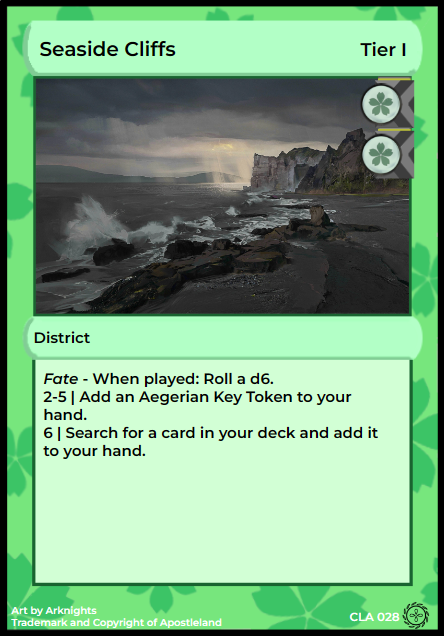 Seaside Cliffs
Tier I
District
Fate - When played: Roll a d6.
2-5 | Add an Aegerian Key Token to your
hand.
6 | Search for a card in your deck and add it
to your hand.
Art by Arknights
Trademark and Copyright of Apostleland
CLA 028